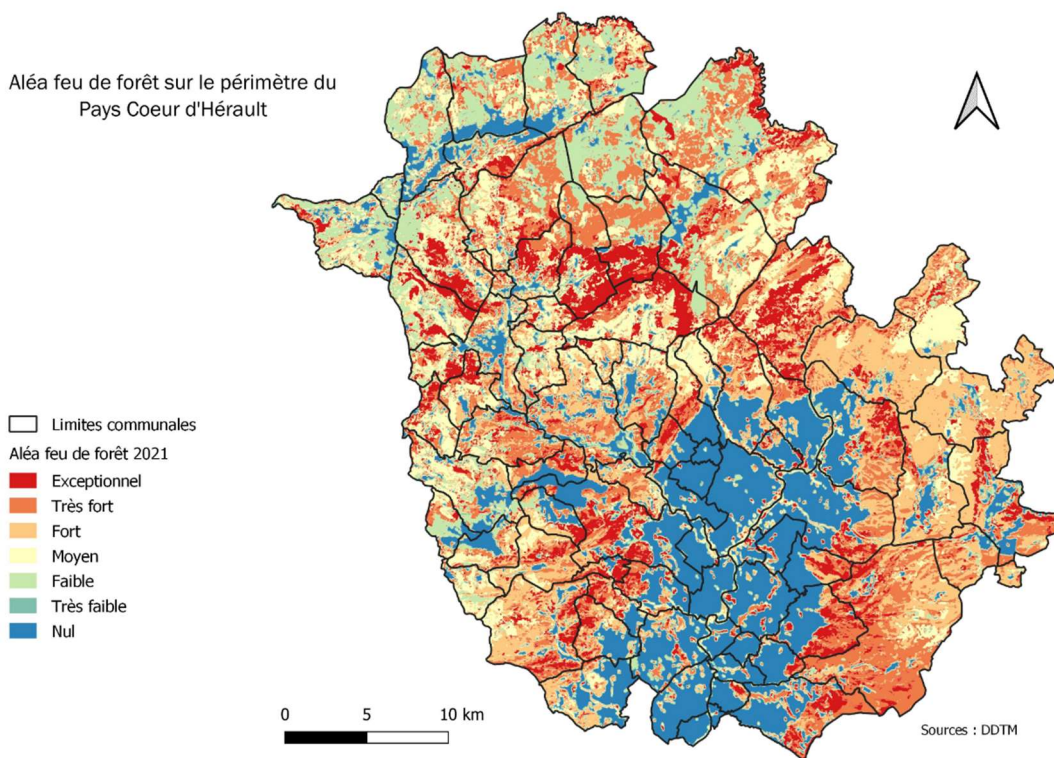 Aléa feu de forêt sur le périmètre du
Pays Coeur d'Hérault
Limites communales
Aléa feu de forêt 2021
Exceptionnel
Très fort
Fort
Moyen
Faible
Très faible
Nul
0 5 10 km
Sources : DDTM